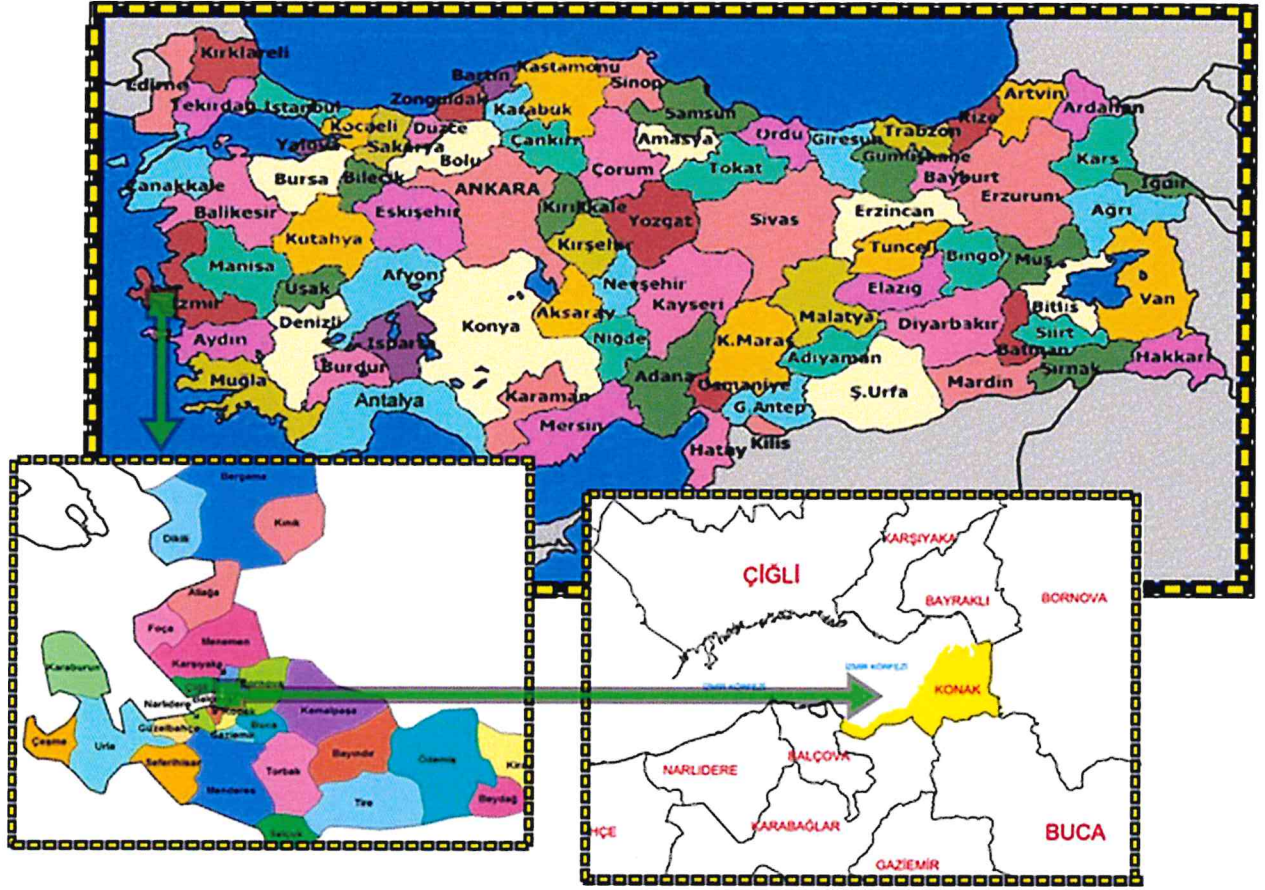 Kırklareli
Edirne
Tekirdağ
İstanbul
Kocaeli
Yalova
Sakarya
Düzce
Zonguldak
Bartın
Karabuk
Kastamonu
Sinop
Samsun
Ordu
Giresun
Trabzon
Rize
Artvin
Ardahan
Çanakkale
Bursa
Bilecik
Bolu
Çankırı
Çorum
Amasya
Tokat
Gümüşhane
Bayburt
Erzurum
Kars
Iğdır
Balıkesir
Kutahya
Eskişehir
ANKARA
Kırıkkale
Yozgat
Sivas
Erzincan
Ağrı
Manisa
Uşak
Afyon
Kırşehir
Nevşehir
Kayseri
Malatya
Tunceli
Elazıg
Bingöl
Muş
Bitlis
Van
İzmir
Aydın
Denizli
Isparta
Burdur
Konya
Aksaray
Niğde
K.Maraş
Adıyaman
Diyarbakır
Batman
Siirt
Şırnak
Hakkari
Muğla
Antalya
Karaman
Mersin
Adana
Osmaniye
G.Antep
Ş.Urfa
Mardin
Kilis
Hatay
Bergama
Dikili
Kınık
Aliağa
Foça
Menemen
Karşıyaka
Karaburun
Bornova
Narlıdere
Kemalpaşa
Güzelbahçe
Buca
Gaziemir
Çeşme
Urla
Seferihisar
Menderes
Torbalı
Bayındır
Ödemiş
Tire
Beydağ
Selçuk
ÇİĞLİ
KARŞIYAKA
BAYRAKLI
BORNOVA
İZMİR KÖRFEZİ
İZMİR KÖRFEZİ
KONAK
NARLIDERE
BALÇOVA
KARABAĞLAR
HÇE
GAZİEMİR
BUCA